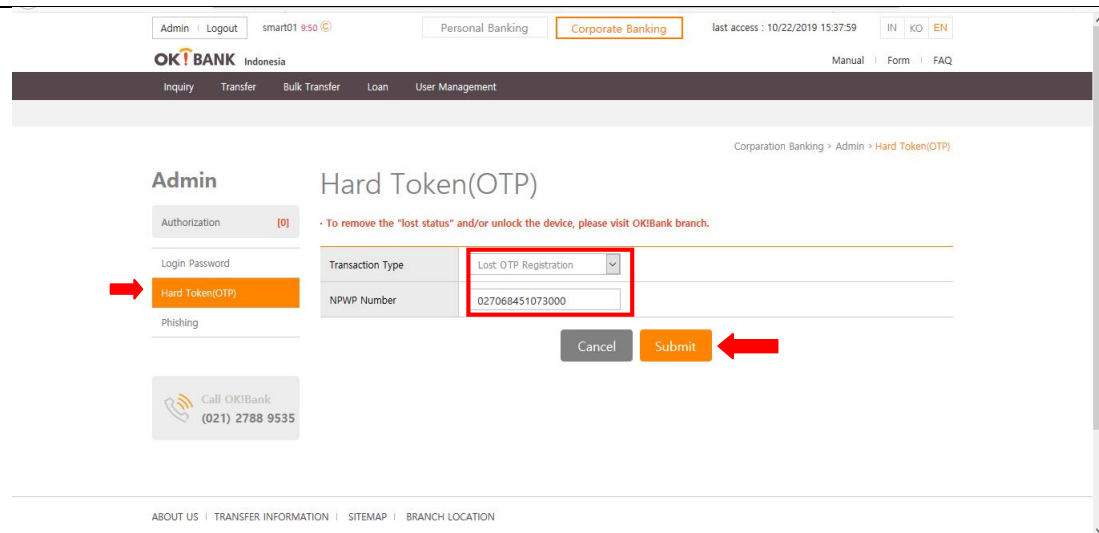 Admin | Logout smart01 9:50 Personal Banking Corporate Banking last access : 10/22/2019 15:37:59 IN KO EN
OK!BANK Indonesia Manual | Form | FAQ
Inquiry Transfer Bulk Transfer Loan User Management
Corparation Banking > Admin > Hard Token(OTP)
Admin
Hard Token(OTP)
Authorization [0]
· To remove the "lost status" and/or unlock the device, please visit OK!Bank branch.
Login Password
Transaction Type Lost OTP Registration
Hard Token(OTP)
NPWP Number 027068451073000
Phishing
Cancel Submit
Call OK!Bank
(021) 2788 9535
ABOUT US | TRANSFER INFORMATION | SITEMAP | BRANCH LOCATION